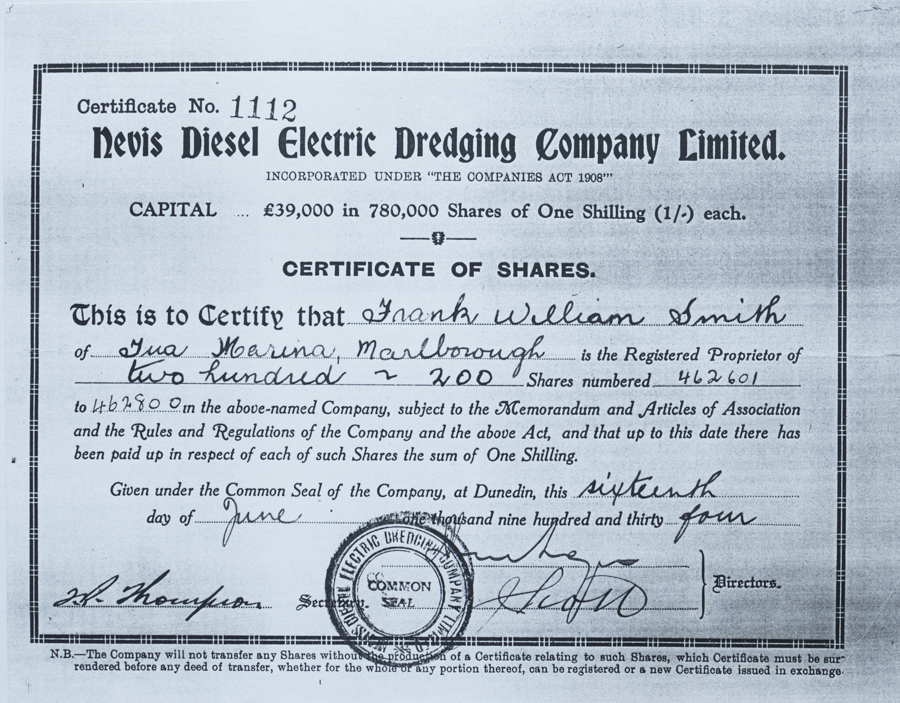 Certificate No. 1112
Nevis Diesel Electric Dredging Company Limited.
INCORPORATED UNDER "THE COMPANIES ACT 1908"'
CAPITAL ... £39,000 in 780,000 Shares of One Shilling (1/-) each.
CERTIFICATE OF SHARES.
This is to Certify that Frank William Smith
of Tua Marina, Marlborough is the Registered Proprietor of
two hundred ~ 200 Shares numbered 462601
to 462800 in the above-named Company, subject to the Memorandum and Articles of Association
and the Rules and Regulations of the Company and the above Act, and that up to this date there has
been paid up in respect of each of such Shares the sum of One Shilling.
Given under the Common Seal of the Company, at Dunedin, this sixteenth
day of June one thousand nine hundred and thirty four
Directors.
Thompson Secretary.
DIESEL ELECTRIC DREDGING COMPANY
COMMON
SEAL
N.B.—The Company will not transfer any Shares without the production of a Certificate relating to such Shares, which Certificate must be sur-
rendered before any deed of transfer, whether for the whole or any portion thereof, can be registered or a new Certificate issued in exchange